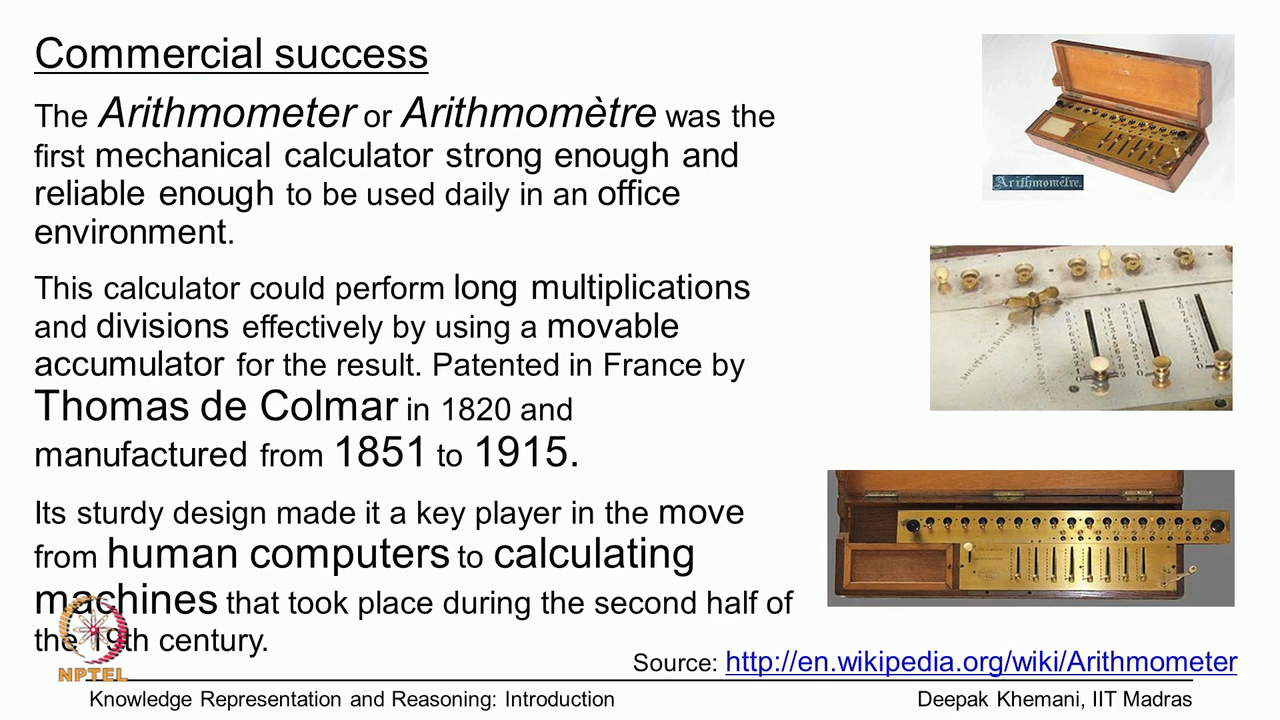 Commercial success
The Arithmometer or Arithmomètre was the
first mechanical calculator strong enough and
reliable enough to be used daily in an office
environment.
This calculator could perform long multiplications
and divisions effectively by using a movable
accumulator for the result. Patented in France by
Thomas de Colmar in 1820 and
manufactured from 1851 to 1915.
Its sturdy design made it a key player in the move
from human computers to calculating
machines that took place during the second half of
the 19th century.
Arithmomètre.
Source: http://en.wikipedia.org/wiki/Arithmometer
NPTEL
Knowledge Representation and Reasoning: Introduction
Deepak Khemani, IIT Madras